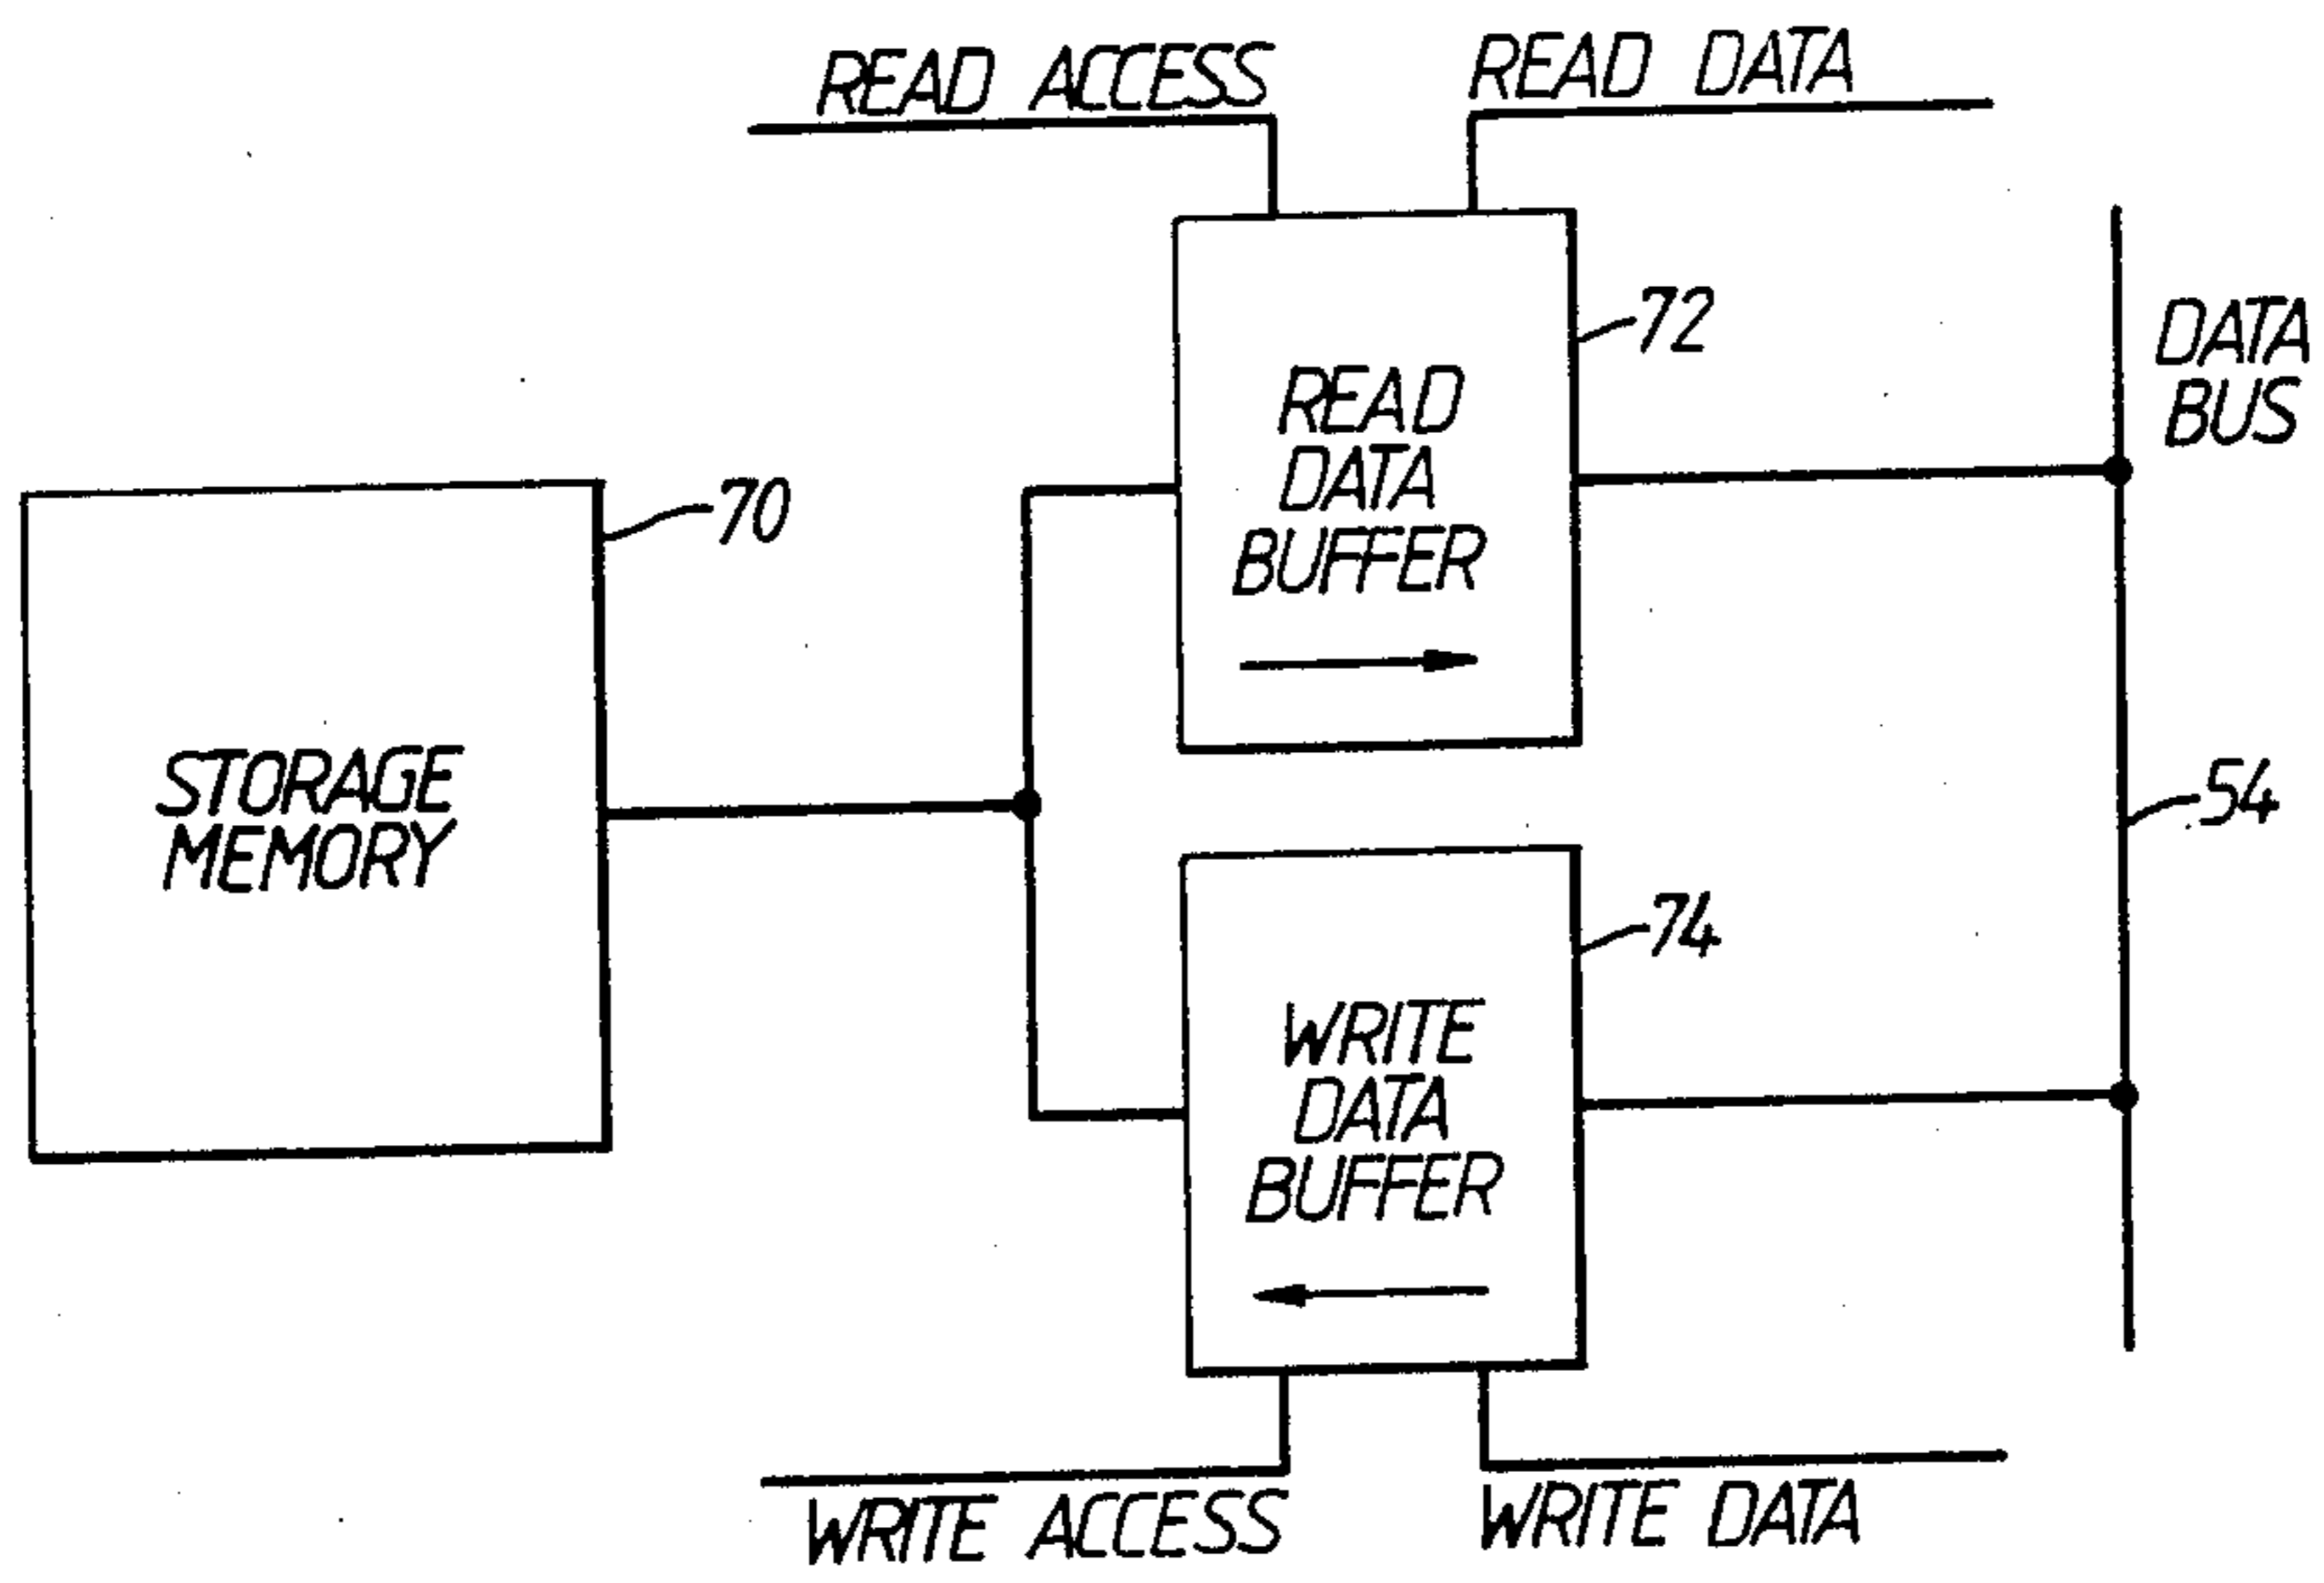 READ ACCESS
READ DATA
72
DATA
BUS
READ
DATA
BUFFER
70
STORAGE
MEMORY
54
74
WRITE
DATA
BUFFER
WRITE ACCESS
WRITE DATA